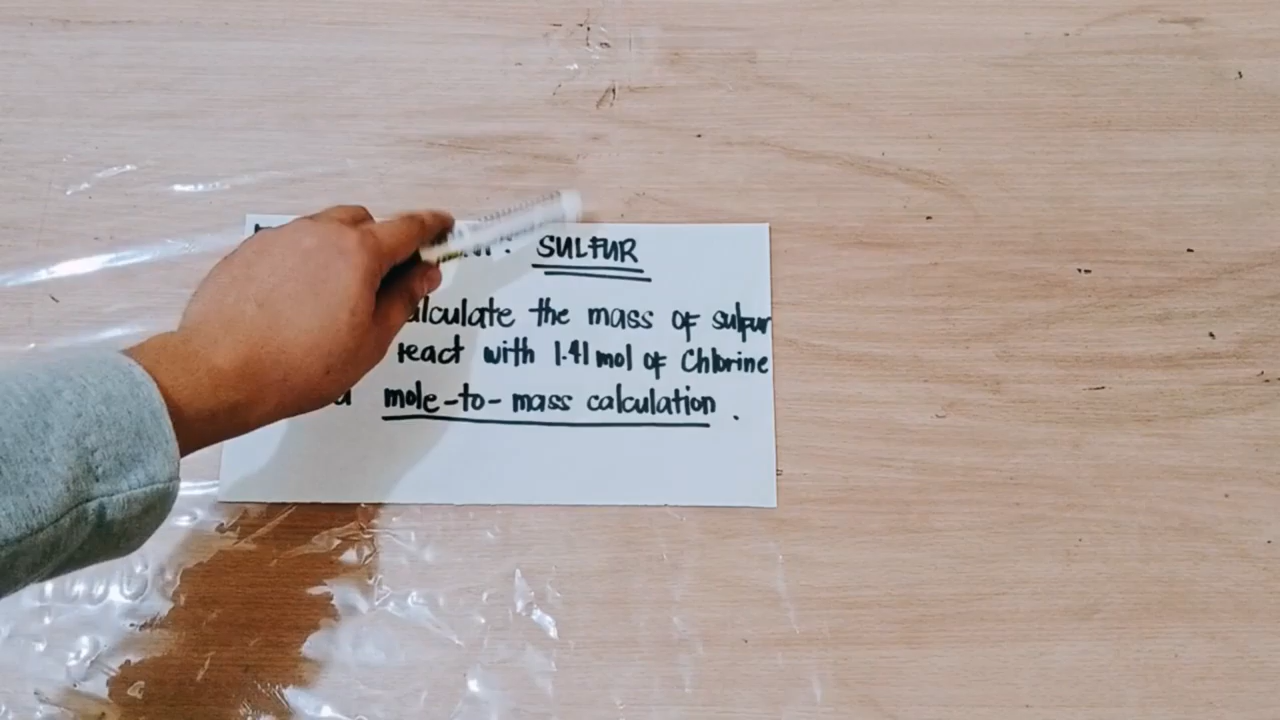 SULFUR
alculate the mass of sulfur
react with 1.41 mol of Chlorine
mole-to-mass calculation.